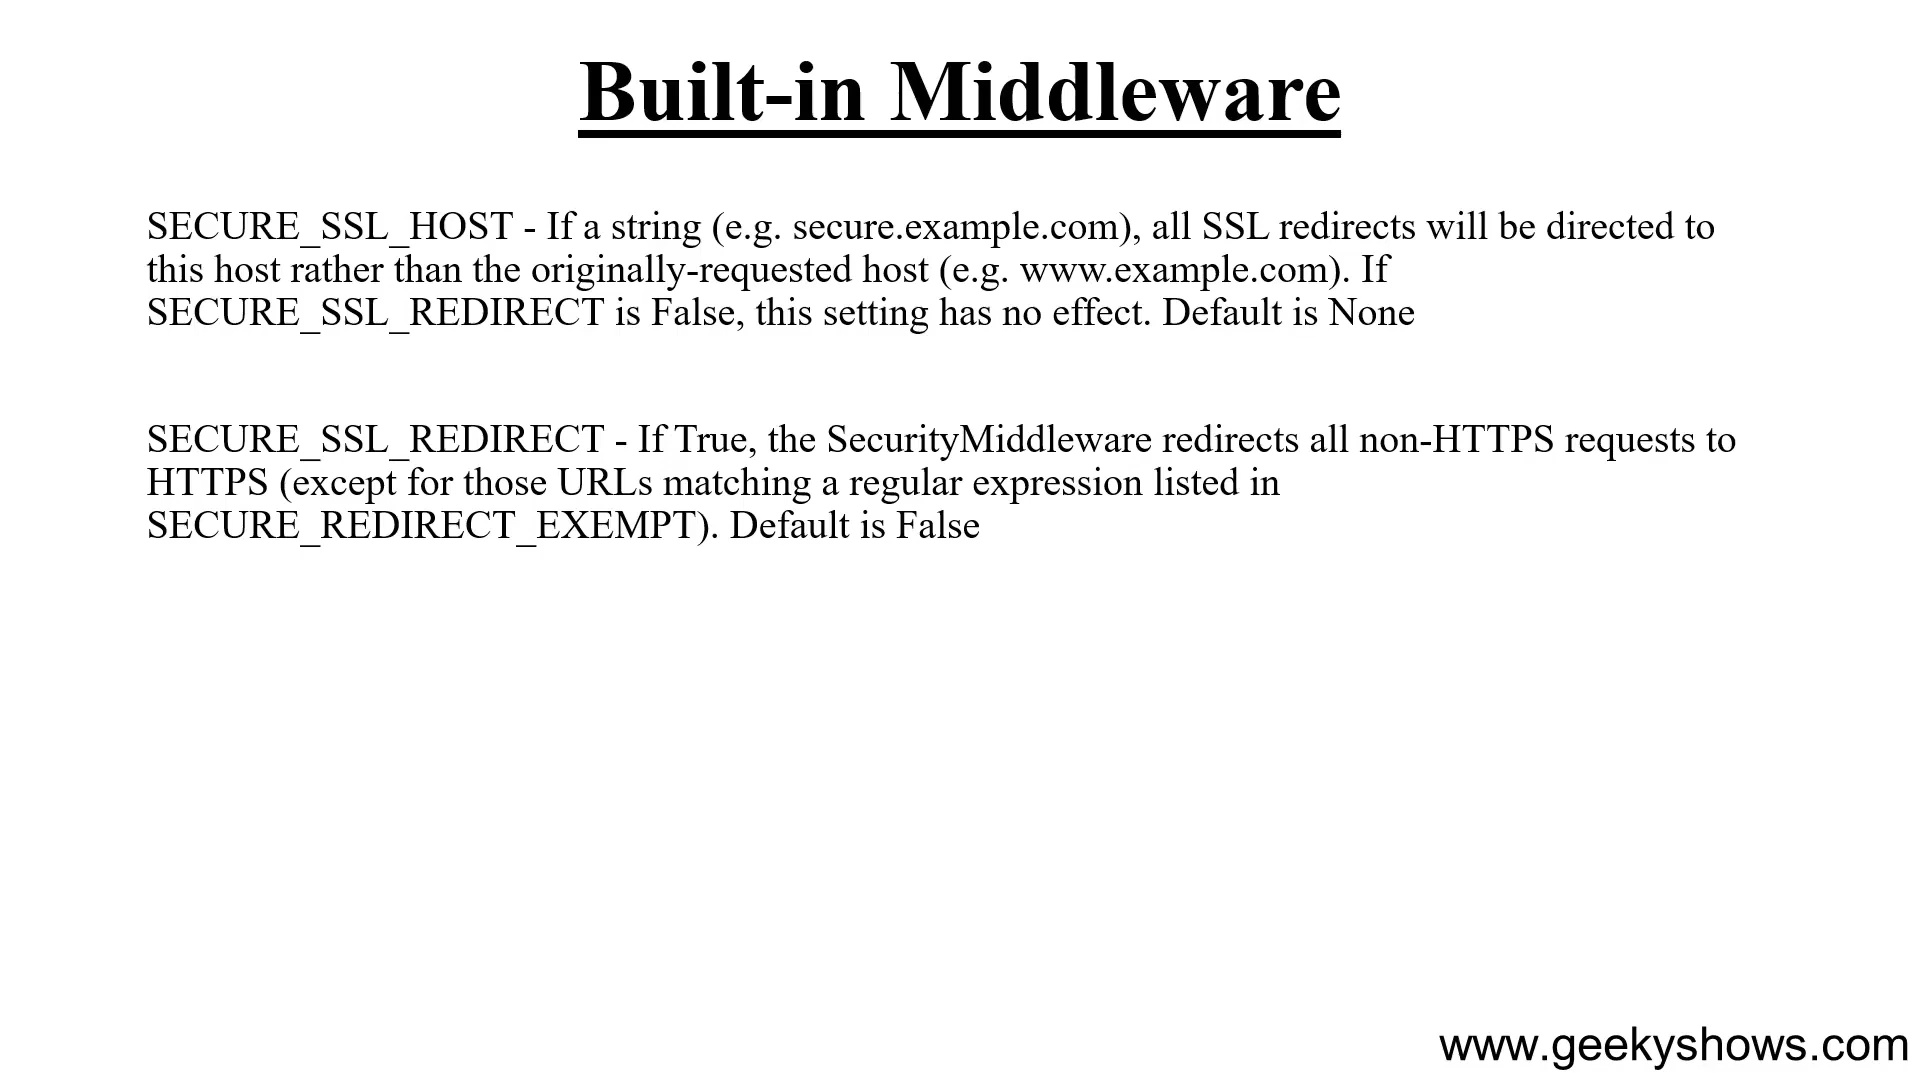 Built-in Middleware
SECURE_SSL_HOST - If a string (e.g. secure.example.com), all SSL redirects will be directed to
this host rather than the originally-requested host (e.g. www.example.com). If
SECURE_SSL_REDIRECT is False, this setting has no effect. Default is None
SECURE_SSL_REDIRECT - If True, the SecurityMiddleware redirects all non-HTTPS requests to
HTTPS (except for those URLs matching a regular expression listed in
SECURE_REDIRECT_EXEMPT). Default is False
www.geekyshows.com